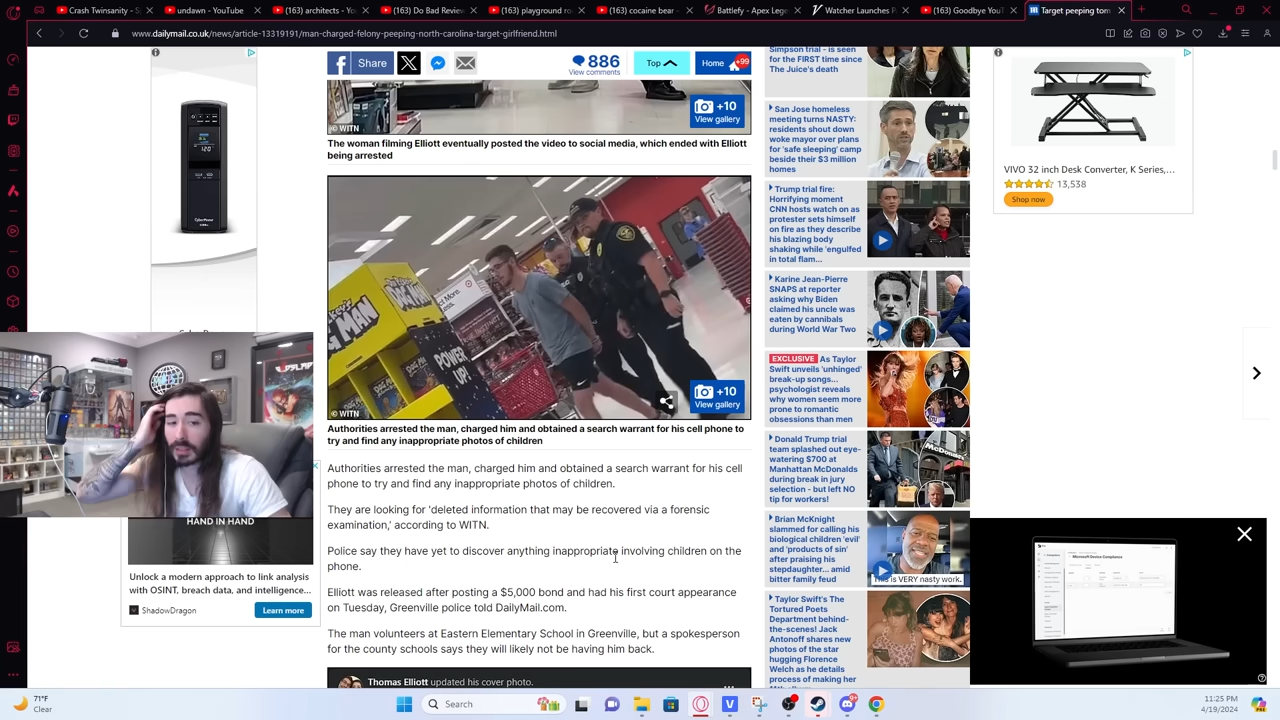 Crash Twinsanity - S
undawn - YouTube
(163) architects - Yo
(163) Do Bad Revie
(163) playground ro
(163) cocaine bear -
Battlefy - Apex Lege
Watcher Launches P
(163) Good Youtube
Target peeping tom
www.dailymail.co.uk/news/article-13319191/man-charged-felony-peeping-north-carolina-target-girlfriend.html
Share
886
View comments
Top
Home
+99
+10
View gallery
© WITN
The woman filming Elliott eventually posted the video to social media, which ended with Elliott
being arrested
POWER
+10
View gallery
© WITN
Authorities arrested the man, charged him and obtained a search warrant for his cell phone to
try and find any inappropriate photos of children
Authorities arrested the man, charged him and obtained a search warrant for his cell
phone to try and find any inappropriate photos of children.
They are looking for 'deleted information that may be recovered via a forensic
examination,' according to WITN.
Police say they have yet to discover anything inappropriate involving children on the
phone.
Elliott was released after posting a $5,000 bond and had his first court appearance
on Tuesday, Greenville police told DailyMail.com.
The man volunteers at Eastern Elementary School in Greenville, but a spokesperson
for the county schools says they will likely not be having him back.
Thomas Elliott updated his cover photo.
Simpson trial - is seen
for the FIRST time since
The Juice's death
San Jose homeless
meeting turns NASTY:
residents shout down
woke mayor over plans
for 'safe sleeping' camp
beside their $3 million
homes
Trump trial fire:
Horrifying moment
CNN hosts watch on as
protester sets himself
on fire as they describe
his blazing body
shaking while 'engulfed
in total flam...
Karine Jean-Pierre
SNAPS at reporter
asking why Biden
claimed his uncle was
eaten by cannibals
during World War Two
EXCLUSIVE As
Taylor
Swift unveils 'unhinged'
break-up songs...
psychologist reveals
why women seem more
prone to romantic
obsessions than men
Donald Trump trial
team splashed out eye-
watering $700 at
Manhattan McDonalds
during break in jury
selection - but left NO
tip for workers!
McDonald's
Brian McKnight
slammed for calling his
biological children 'evil'
and 'products of sin'
after praising his
stepdaughter... amid
bitter family feud
This is VERY nasty work.
Taylor Swift's The
Tortured Poets
Department behind-
the-scenes! Jack
Antonoff shares new
photos of the star
hugging Florence
Welch as he details
process of making her
VIVO 32 inch Desk Converter, K Series,...
13,538
Shop now
HAND IN HAND
Unlock a modern approach to link analysis
with OSINT, breach data, and intelligence...
ShadowDragon
Learn more
Microsoft Device Compliance
71°F
Clear
Search
9+
11:25 PM
4/19/2024